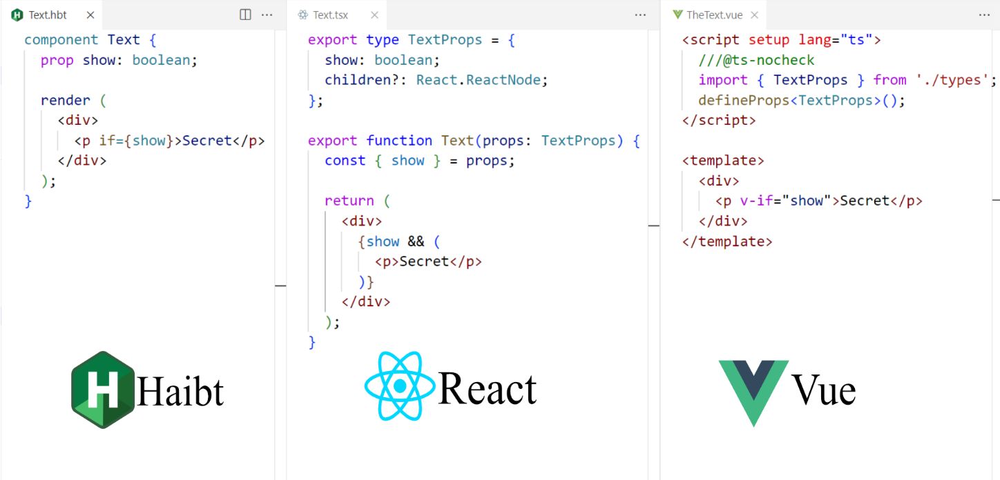 Text.hbt
component Text {
prop show: boolean;
render (
<div>
<p if={show}>Secret</p>
</div>
);
}
H Haibt
Text.tsx
export type TextProps = {
show: boolean;
children?: React.ReactNode;
};
export function Text(props: TextProps) {
const { show } = props;
return (
<div>
{show && (
<p>Secret</p>
)}
</div>
);
}
React
TheText.vue
<script setup lang="ts">
///@ts-nocheck
import { TextProps } from './types';
defineProps<TextProps>();
</script>
<template>
<div>
<p v-if="show">Secret</p>
</div>
</template>
Vue